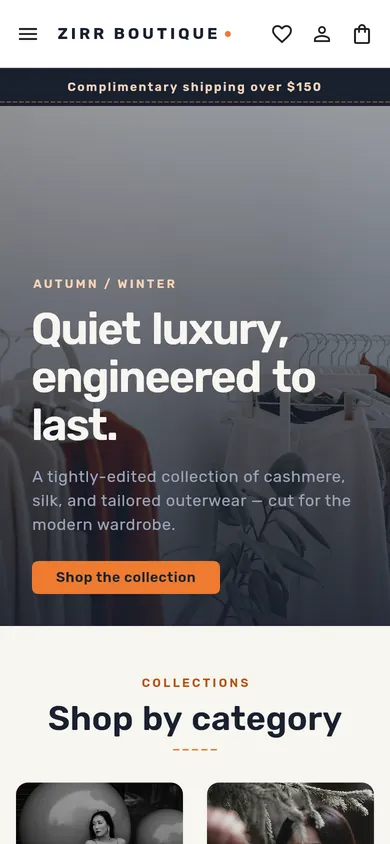 ZIRR BOUTIQUE
Complimentary shipping over $150
AUTUMN / WINTER
Quiet luxury,
engineered to
last.
A tightly-edited collection of cashmere,
silk, and tailored outerwear — cut for the
modern wardrobe.
Shop the collection
COLLECTIONS
Shop by category